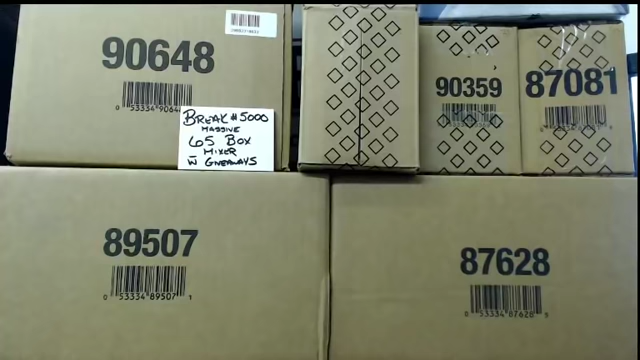 90648
0 53334 9064
BREAK #5000
MASSIVE
65 BOX
MIXER
W GIVEAWAYS
90359
87081
89507
0 53334 89507 1
87628
0 53334 87628